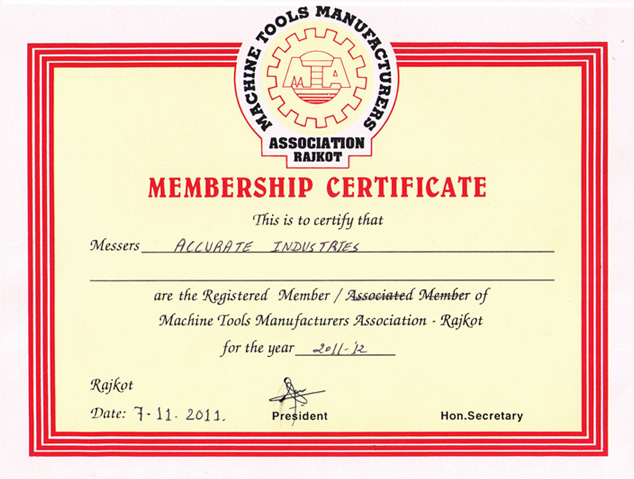 MACHINE TOOLS MANUFACTURERS
MTA
ASSOCIATION
RAJKOT
MEMBERSHIP CERTIFICATE
This is to certify that
Messers ACCURATE INDUSTRIES
are the Registered Member / Associated Member of
Machine Tools Manufacturers Association - Rajkot
for the year 2011-12
Rajkot
Date: 7-11.2011.
President
Hon.Secretary